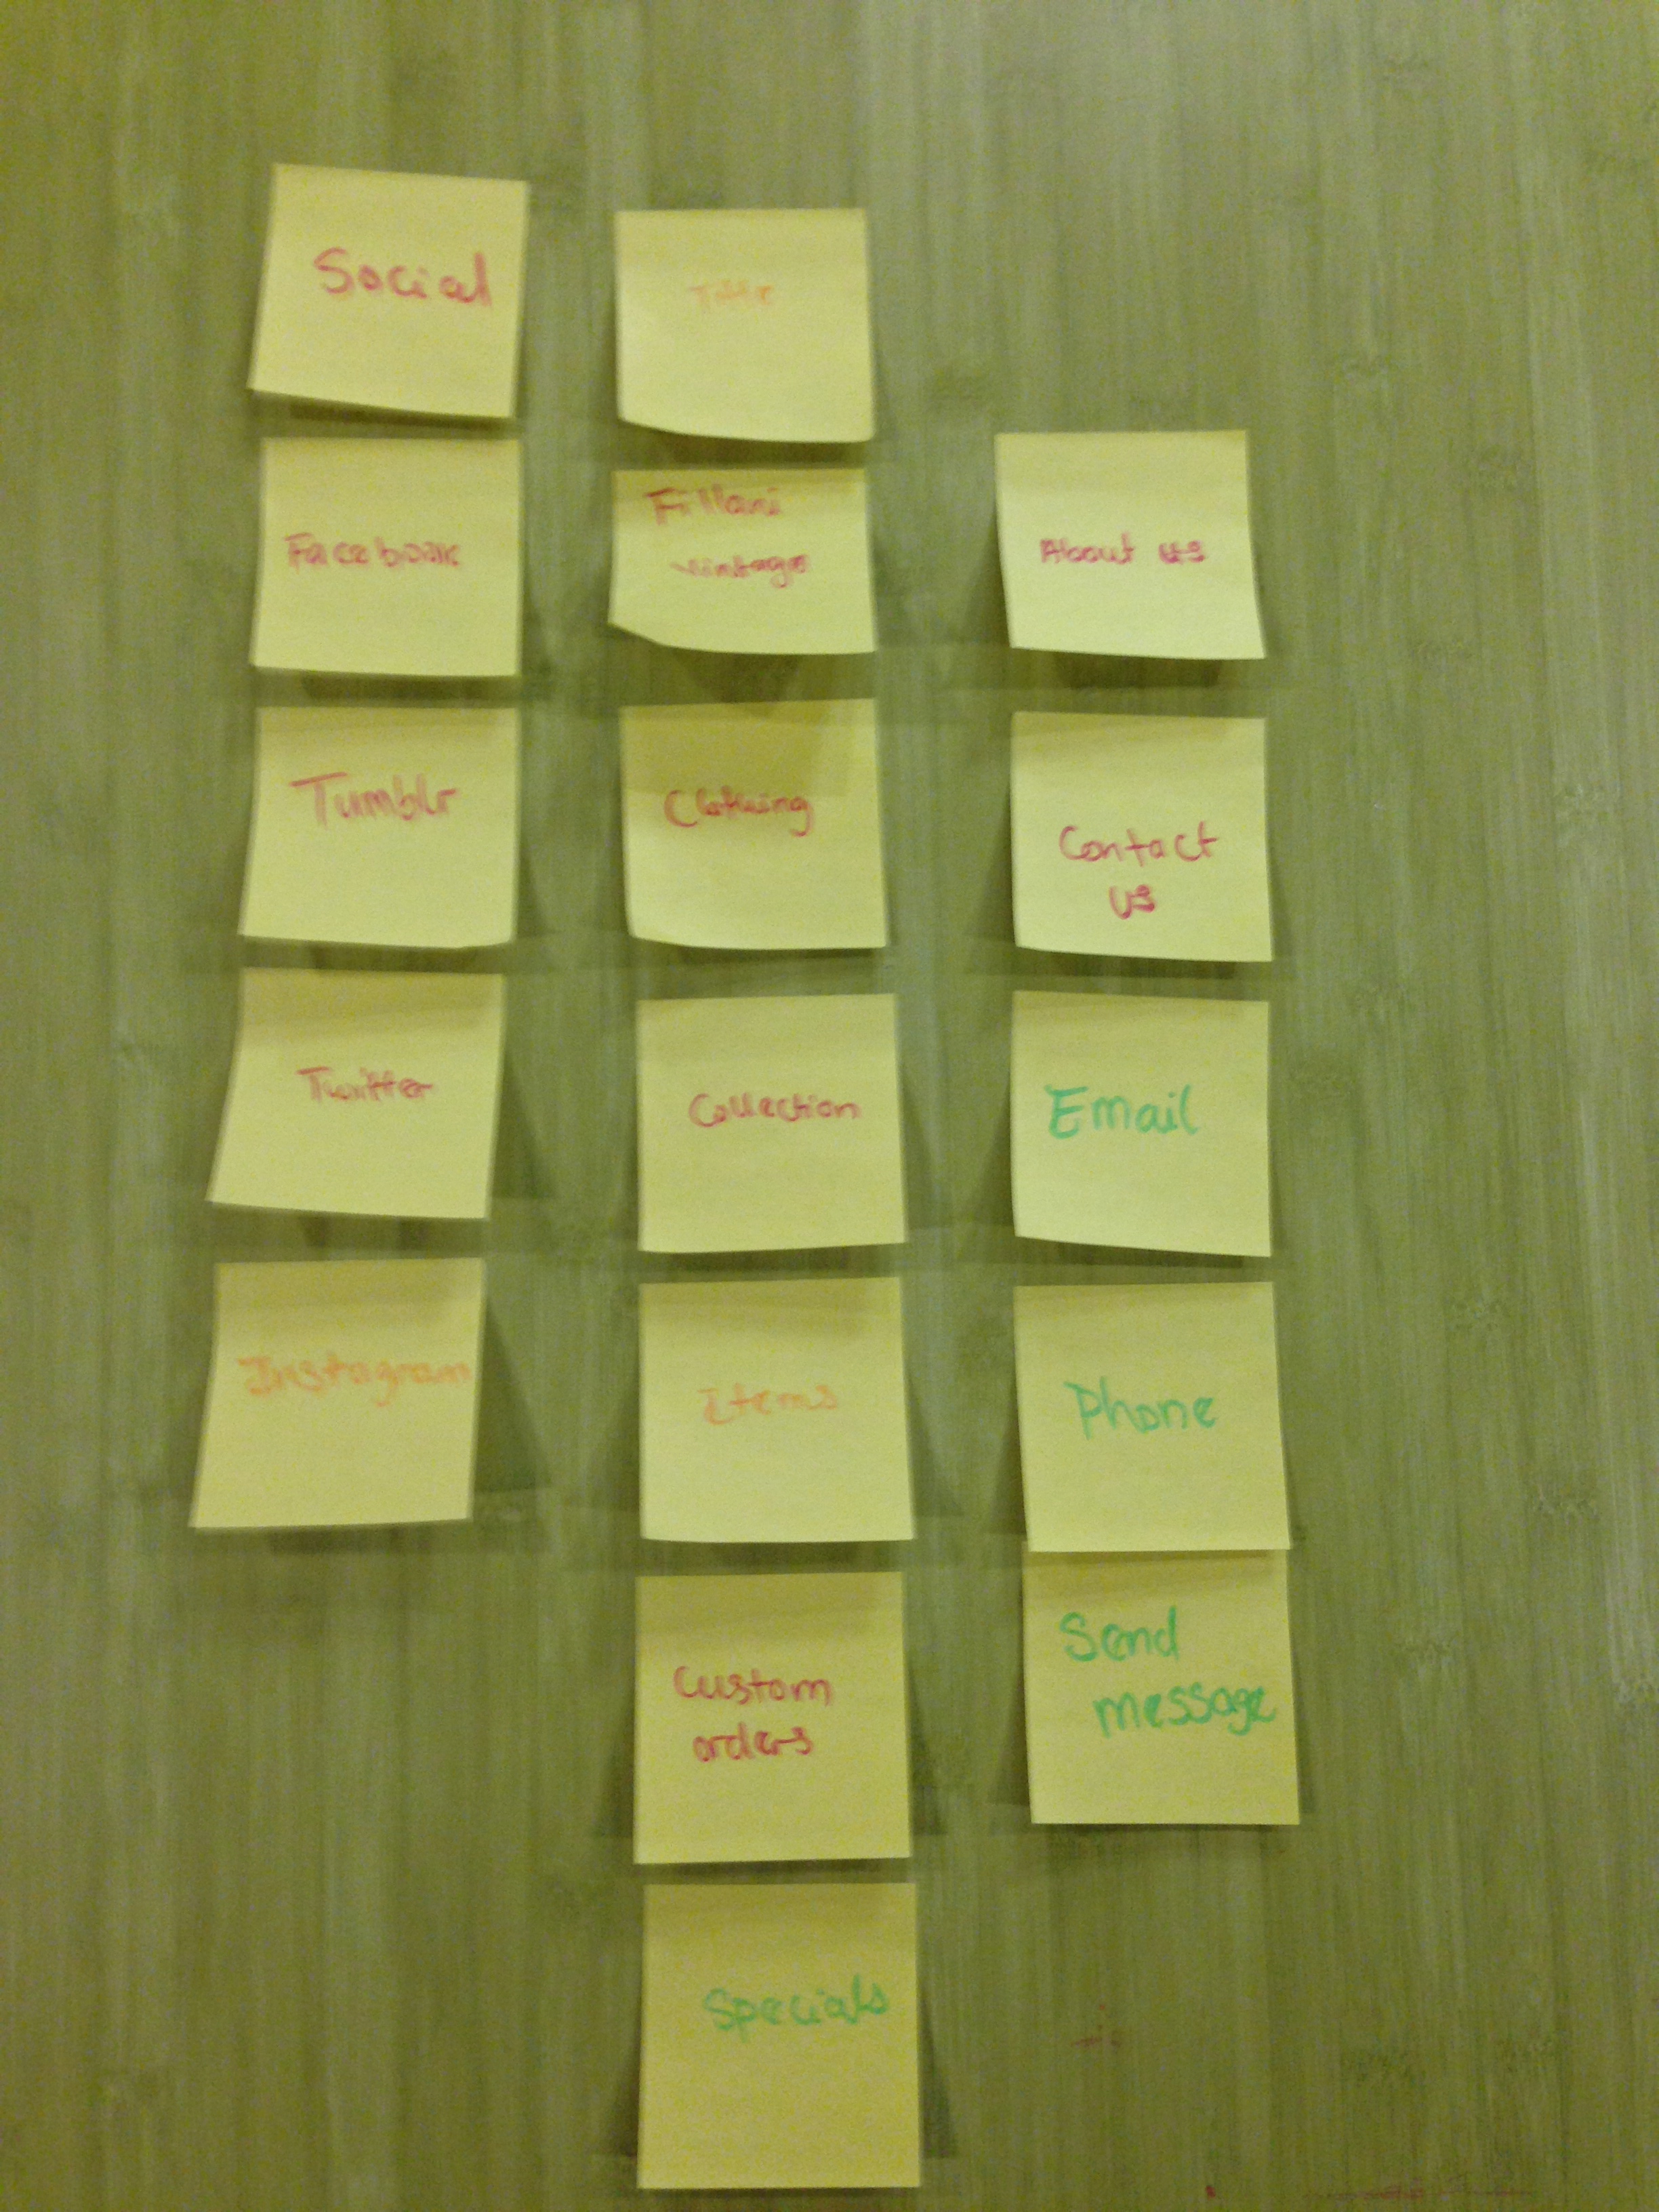 Social
Facebook
Tumblr
Twitter
Instagram
Title
Fillani
vintage
Clothing
Collection
Items
Custom
orders
Specials
About us
Contact
us
Email
Phone
Send
message